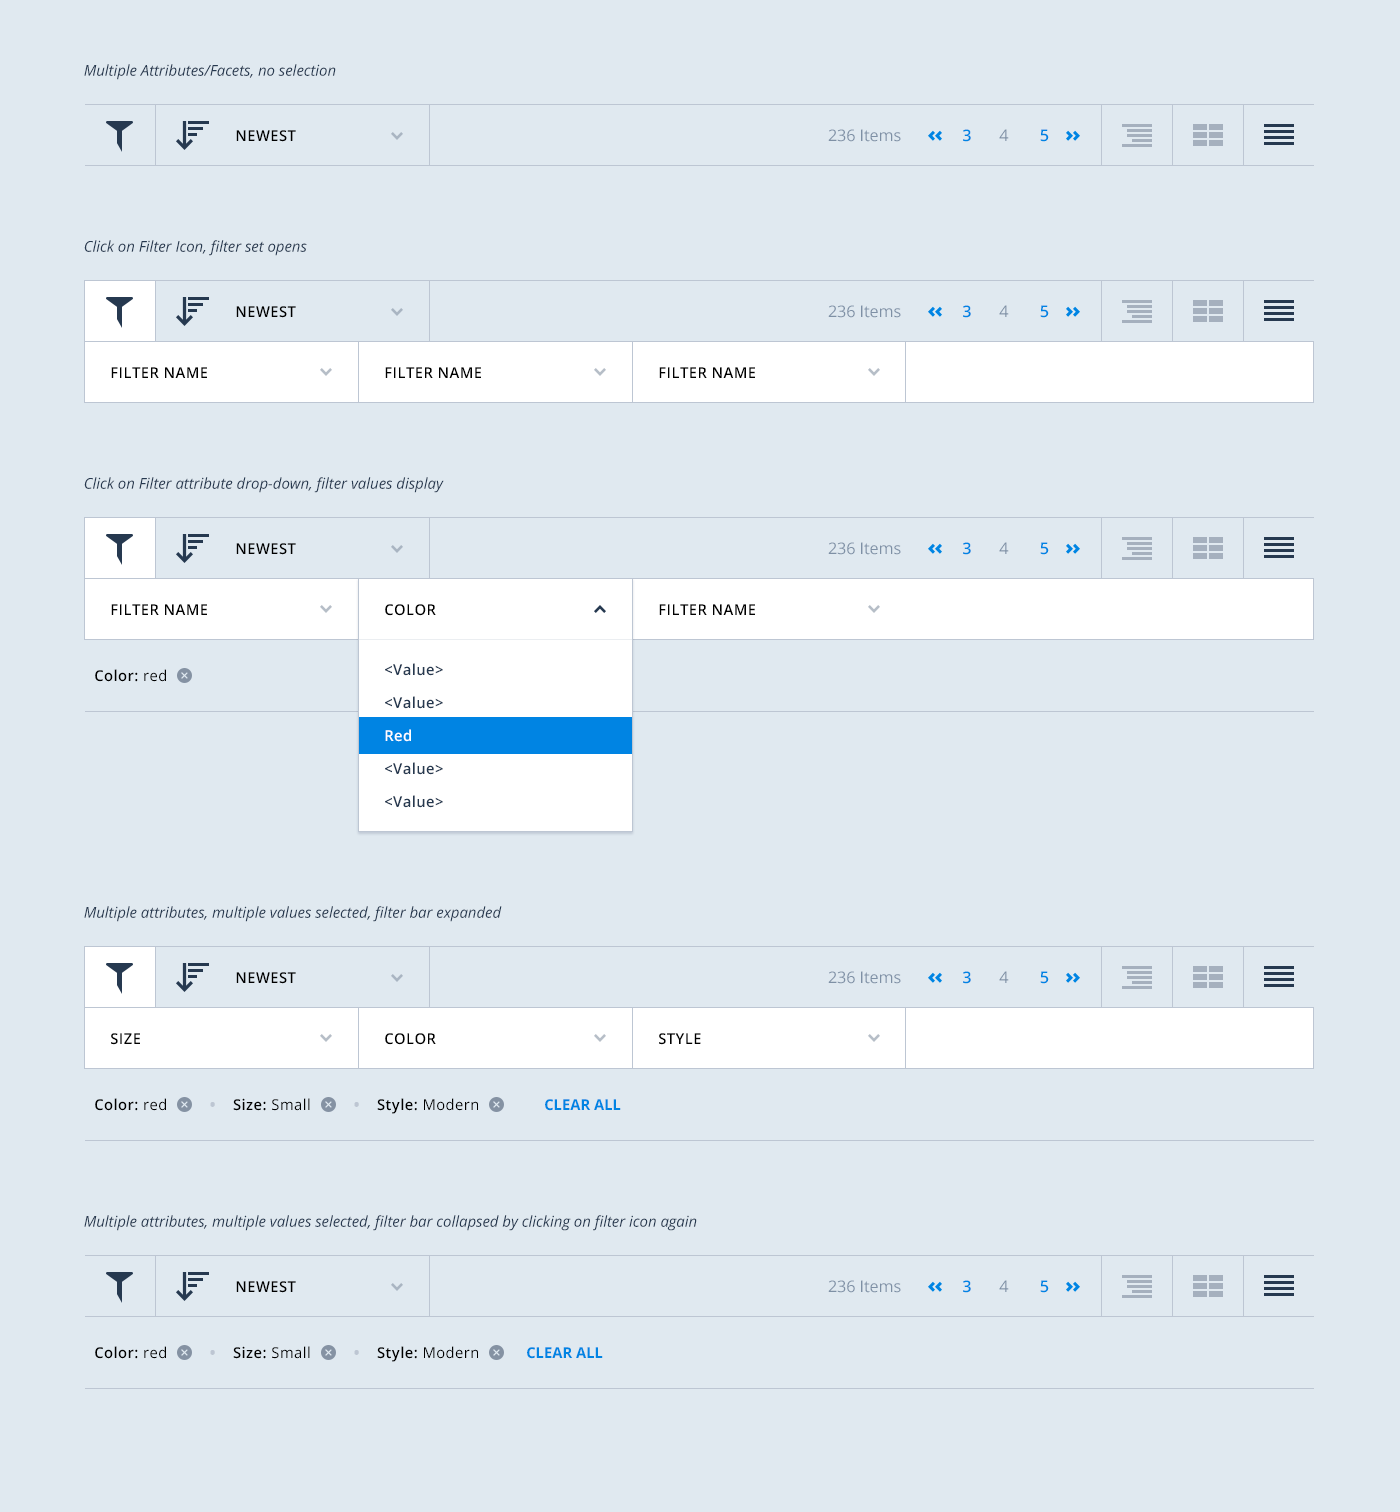 Multiple Attributes/Facets, no selection
NEWEST 236 Items 3 4 5
Click on Filter Icon, filter set opens
NEWEST 236 Items 3 4 5
FILTER NAME FILTER NAME FILTER NAME
Click on Filter attribute drop-down, filter values display
NEWEST 236 Items 3 4 5
FILTER NAME COLOR FILTER NAME
Color: red
<Value>
<Value>
Red
<Value>
<Value>
Multiple attributes, multiple values selected, filter bar expanded
NEWEST 236 Items 3 4 5
SIZE COLOR STYLE
Color: red • Size: Small • Style: Modern CLEAR ALL
Multiple attributes, multiple values selected, filter bar collapsed by clicking on filter icon again
NEWEST 236 Items 3 4 5
Color: red • Size: Small • Style: Modern CLEAR ALL